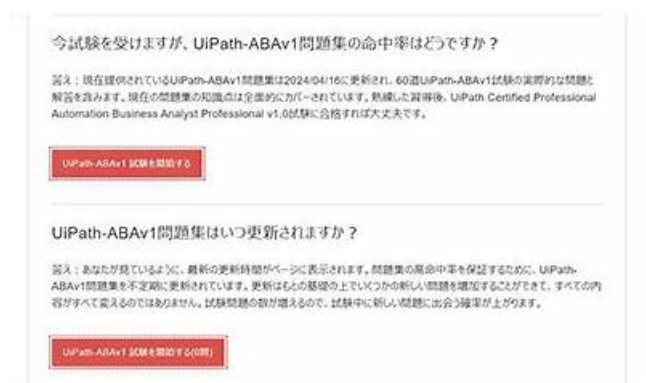 今試験を受けますが、UiPath-ABAv1問題集の命中率はどうですか？
答え：現在提供されているUiPath-ABAv1問題集は2024/04/16に更新され、60道UiPath-ABAv1試験の実際的な問題と
解答を含みます。現在の問題集の知識点は全面的にカバーされています。熟練した習得後、UiPath Certified Professional
Automation Business Analyst Professional v1.0試験に合格すれば大丈夫です。
UiPath-ABAv1 試験を開始する
UiPath-ABAv1問題集はいつ更新されますか？
答え：あなたが見ているように、最新の更新時間がページに表示されます。問題集の高命中率を保証するために、UiPath-
ABAv1問題集を不定期に更新されています。更新はもとの基礎の上でいくつかの新しい問題を増加することができて、すべての内
容がすべて変えるのではありません。試験問題の数が増えるので、試験中に新しい問題に出会う確率が上がります。
UiPath-ABAv1 試験を開始する(0問)